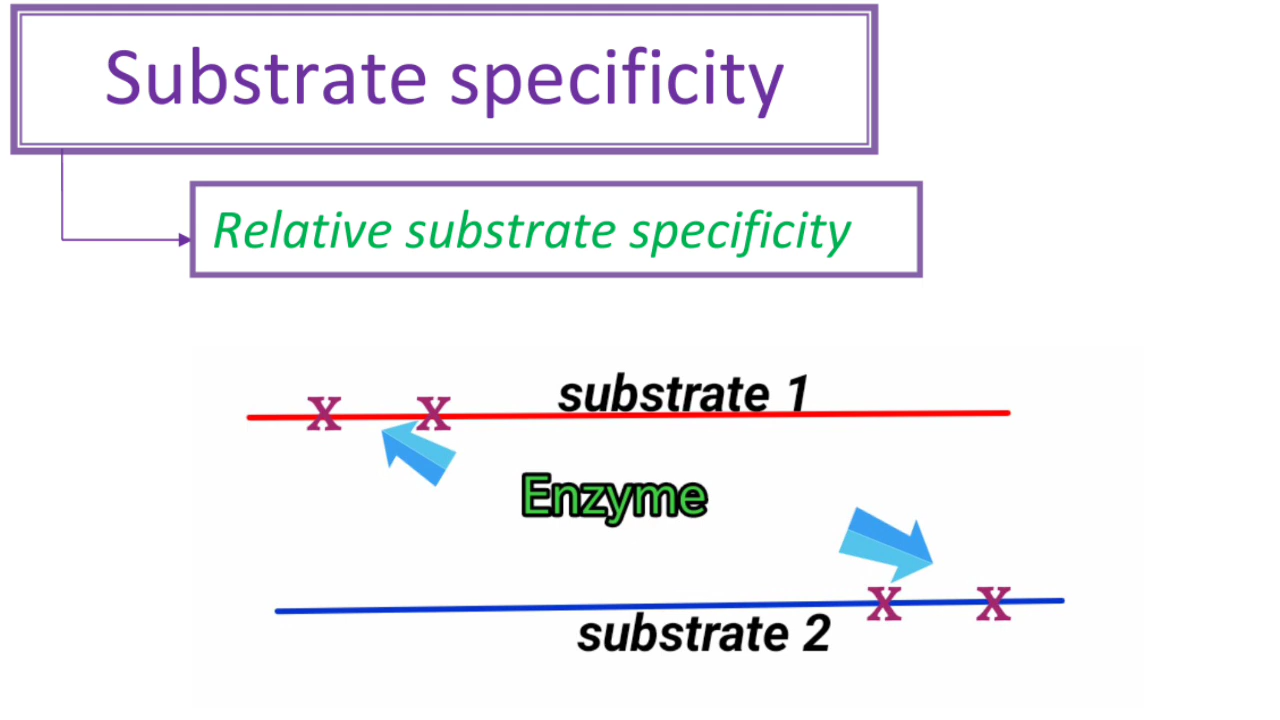 Substrate specificity
Relative substrate specificity
substrate 1
X X
Enzyme
X X
substrate 2